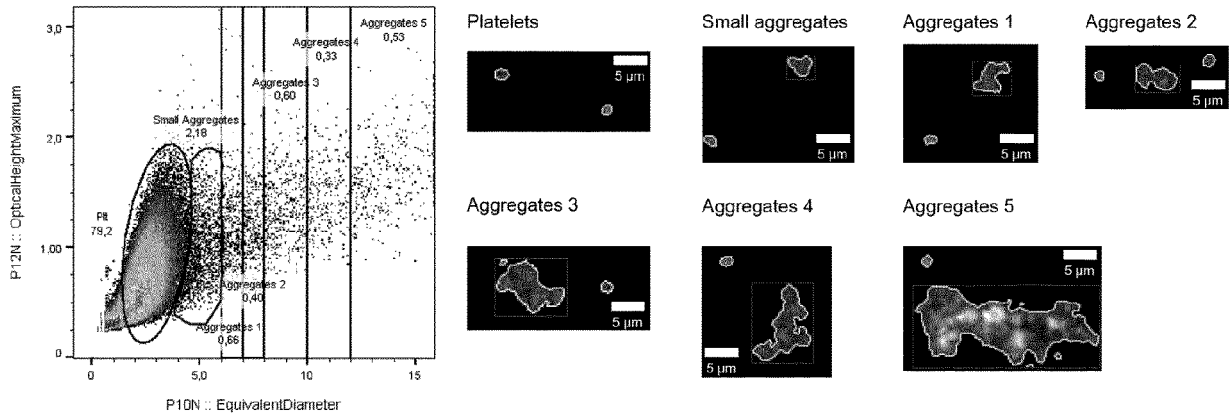 3,0
2,0
1,00
0
P12N :: OpticalHeightMaximum
Aggregates 5
0,53
Aggregates 4
0,33
Aggregates 3
0,60
Small Aggregates
2,18
Plt
79,2
Aggregates 2
0,40
Aggregates 1
0,66
0
5,0
10
15
P10N :: EquivalentDiameter
Platelets
5 µm
Small aggregates
5 µm
Aggregates 1
5 µm
Aggregates 2
5 µm
Aggregates 3
5 µm
Aggregates 4
5 µm
Aggregates 5
5 µm